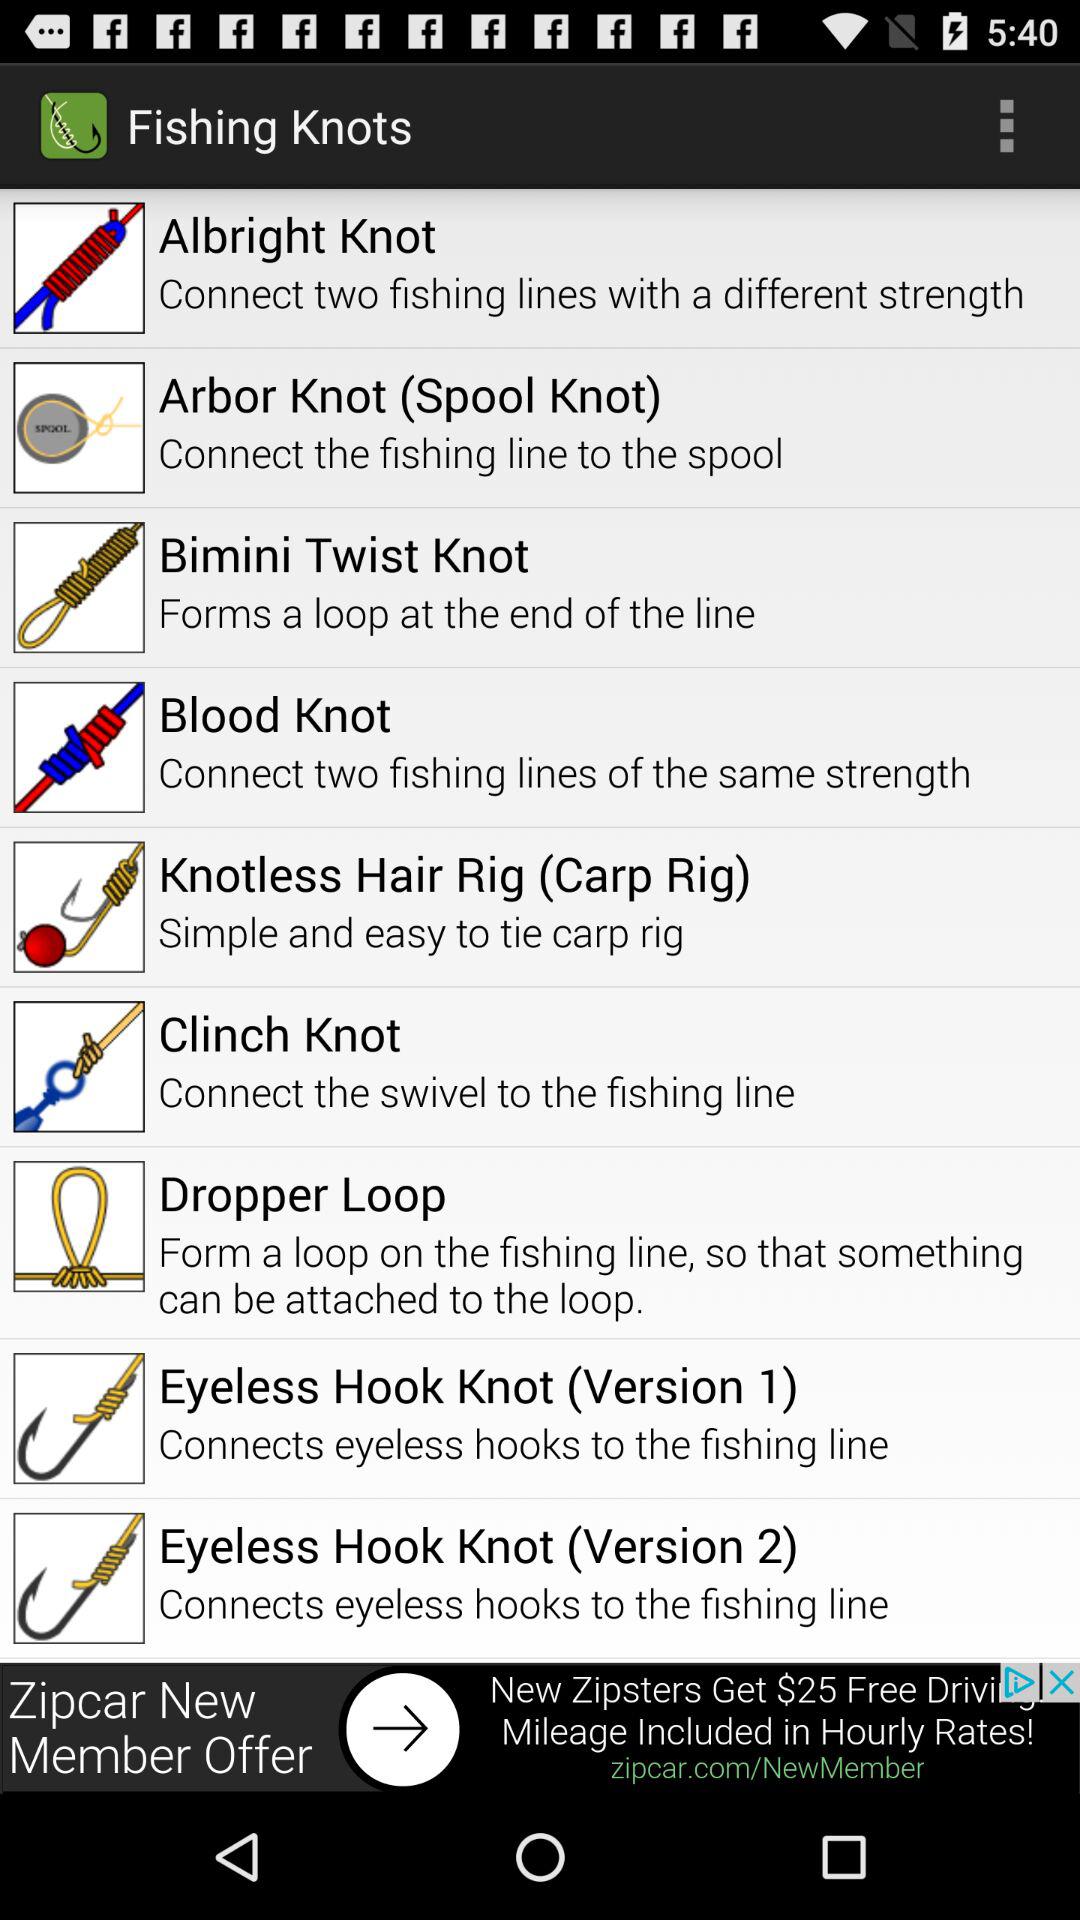 5:40
Fishing Knots
Albright Knot
Connect two fishing lines with a different strength
SPOOL
Arbor Knot (Spool Knot)
Connect the fishing line to the spool
Bimini Twist Knot
Forms a loop at the end of the line
Blood Knot
Connect two fishing lines of the same strength
Knotless Hair Rig (Carp Rig)
Simple and easy to tie carp rig
Clinch Knot
Connect the swivel to the fishing line
Dropper Loop
Form a loop on the fishing line, so that something
can be attached to the loop.
Eyeless Hook Knot (Version 1)
Connects eyeless hooks to the fishing line
Eyeless Hook Knot (Version 2)
Connects eyeless hooks to the fishing line
Zipcar New
Member Offer
New Zipsters Get $25 Free Driving.
Mileage Included in Hourly Rates!
zipcar.com/NewMember